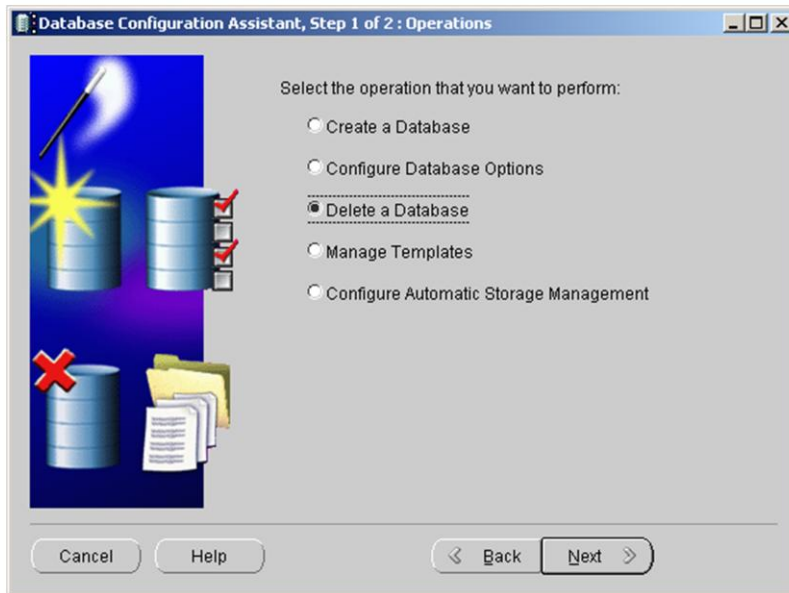 Database Configuration Assistant, Step 1 of 2 : Operations
Select the operation that you want to perform:
Create a Database
Configure Database Options
Delete a Database
Manage Templates
Configure Automatic Storage Management
Cancel
Help
Back
Next